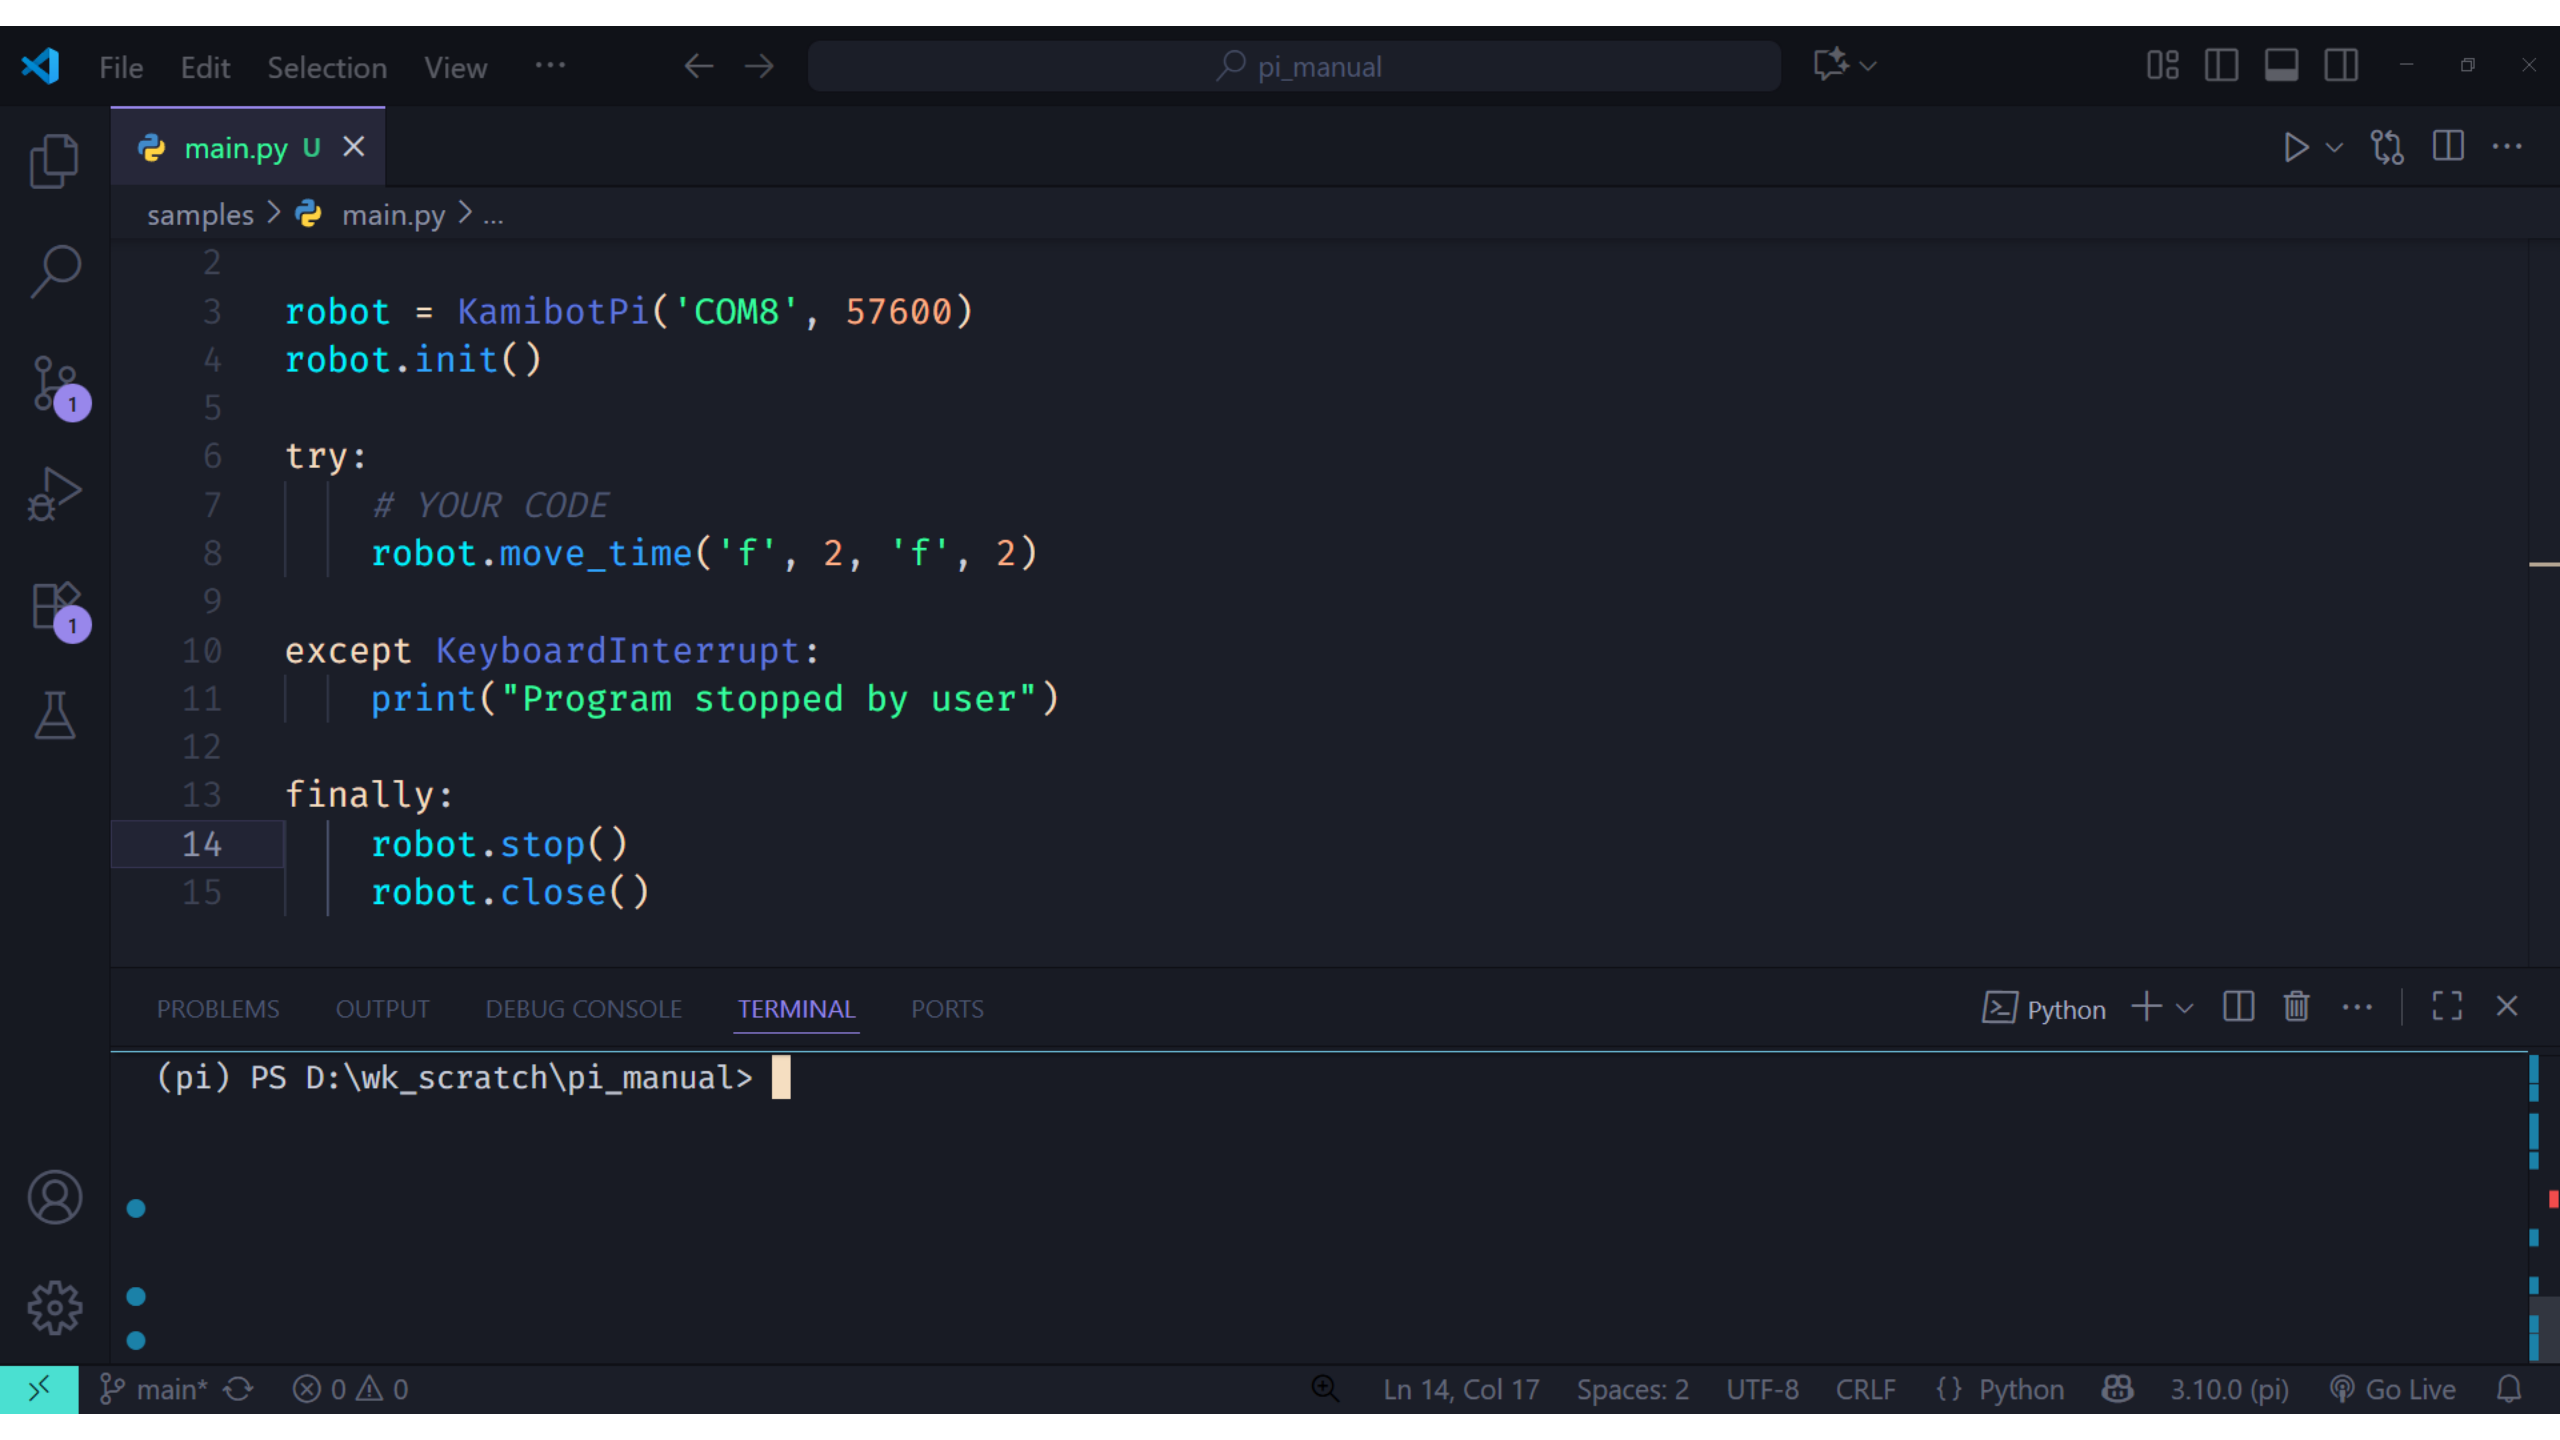 File Edit Selection View ··· pi_manual
main.py U
samples > main.py > ...
2
3 robot = KamibotPi('COM8', 57600)
4 robot.init()
5
6 try:
7 # YOUR CODE
8 robot.move_time('f', 2, 'f', 2)
9
10 except KeyboardInterrupt:
11 print("Program stopped by user")
12
13 finally:
14 robot.stop()
15 robot.close()
1
1
PROBLEMS OUTPUT DEBUG CONSOLE TERMINAL PORTS Python
(pi) PS D:\wk_scratch\pi_manual>
main* 0 0 Ln 14, Col 17 Spaces: 2 UTF-8 CRLF {} Python 3.10.0 (pi) Go Live